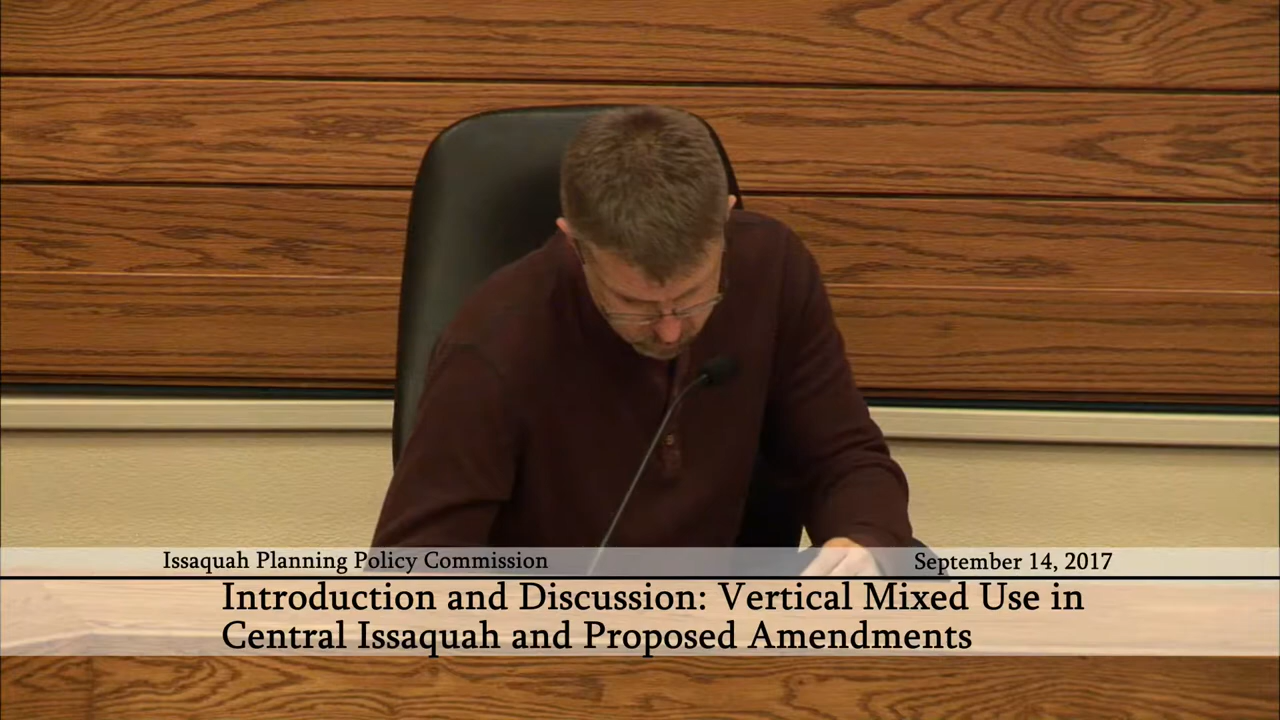 Issaquah Planning Policy Commission
September 14, 2017
Introduction and Discussion: Vertical Mixed Use in
Central Issaquah and Proposed Amendments